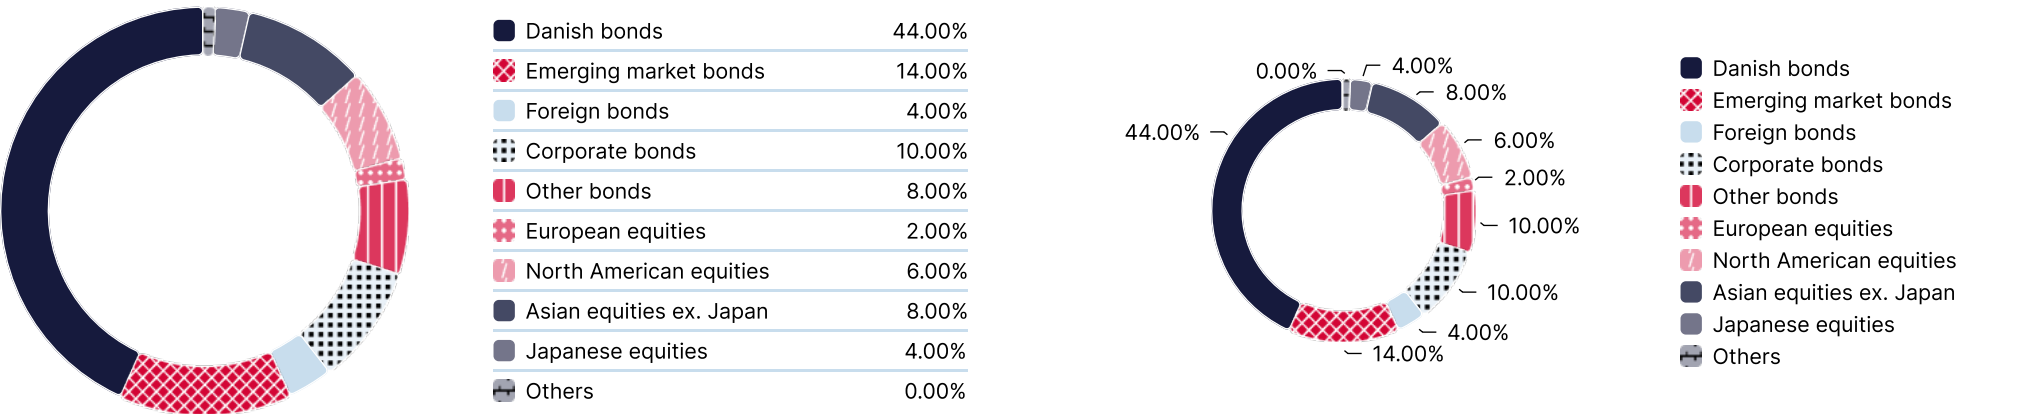 Danish bonds 44.00%
Emerging market bonds 14.00%
Foreign bonds 4.00%
Corporate bonds 10.00%
Other bonds 8.00%
European equities 2.00%
North American equities 6.00%
Asian equities ex. Japan 8.00%
Japanese equities 4.00%
Others 0.00%
0.00%
4.00%
8.00%
44.00%
6.00%
2.00%
10.00%
10.00%
4.00%
14.00%
Danish bonds
Emerging market bonds
Foreign bonds
Corporate bonds
Other bonds
European equities
North American equities
Asian equities ex. Japan
Japanese equities
Others